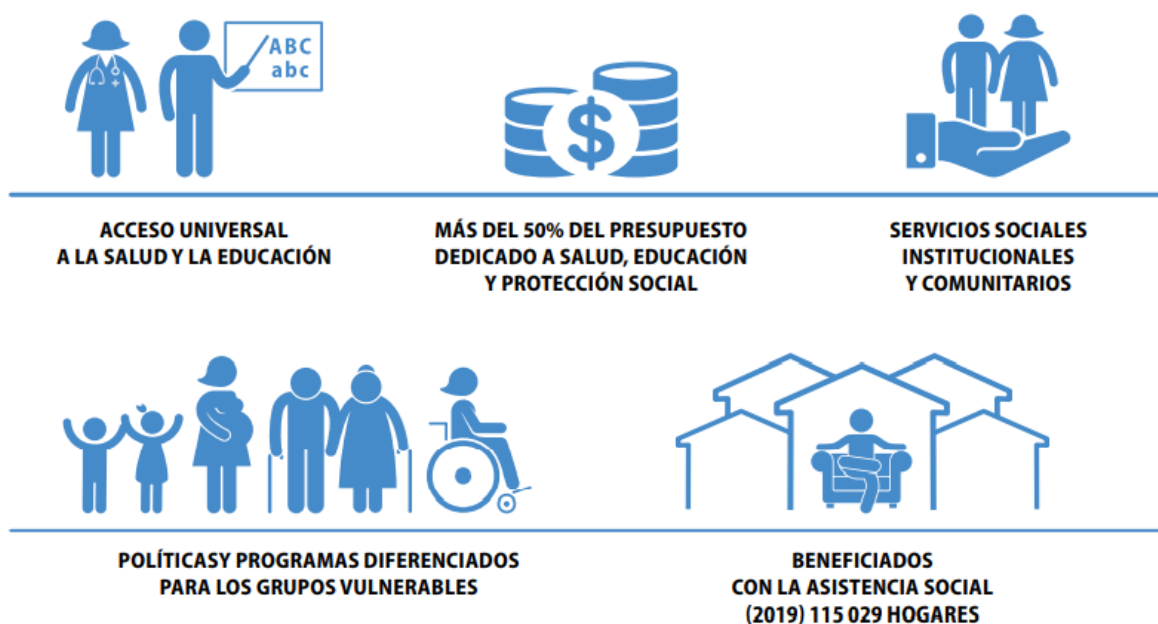 ABC
abc
$
ACCESO UNIVERSAL
A LA SALUD Y LA EDUCACIÓN
MÁS DEL 50% DEL PRESUPUESTO
DEDICADO A SALUD, EDUCACIÓN
Y PROTECCIÓN SOCIAL
SERVICIOS SOCIALES
INSTITUCIONALES
Y COMUNITARIOS
POLÍTICASY PROGRAMAS DIFERENCIADOS
PARA LOS GRUPOS VULNERABLES
BENEFICIADOS
CON LA ASISTENCIA SOCIAL
(2019) 115 029 HOGARES